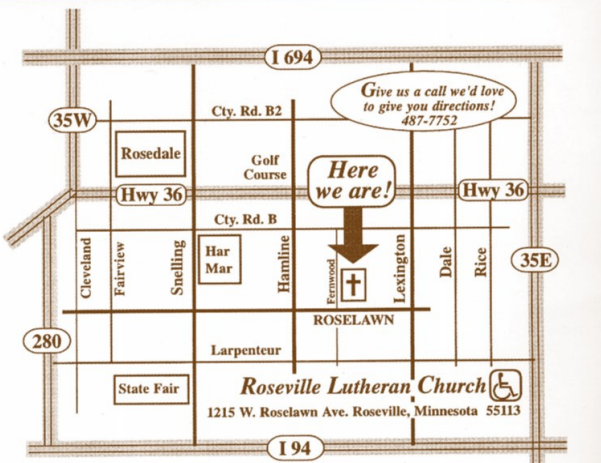 I 694
Give us a call we'd love
to give you directions!
487-7752
35W
Cty. Rd. B2
Rosedale
Golf
Course
Here
we are!
Hwy 36
Hwy 36
Cty. Rd. B
Cleveland
Fairview
Snelling
Har
Mar
Hamline
Fernwood
Lexington
Dale
Rice
35E
ROSELAWN
280
Larpenteur
State Fair
Roseville Lutheran Church
1215 W. Roselawn Ave. Roseville, Minnesota 55113
I 94